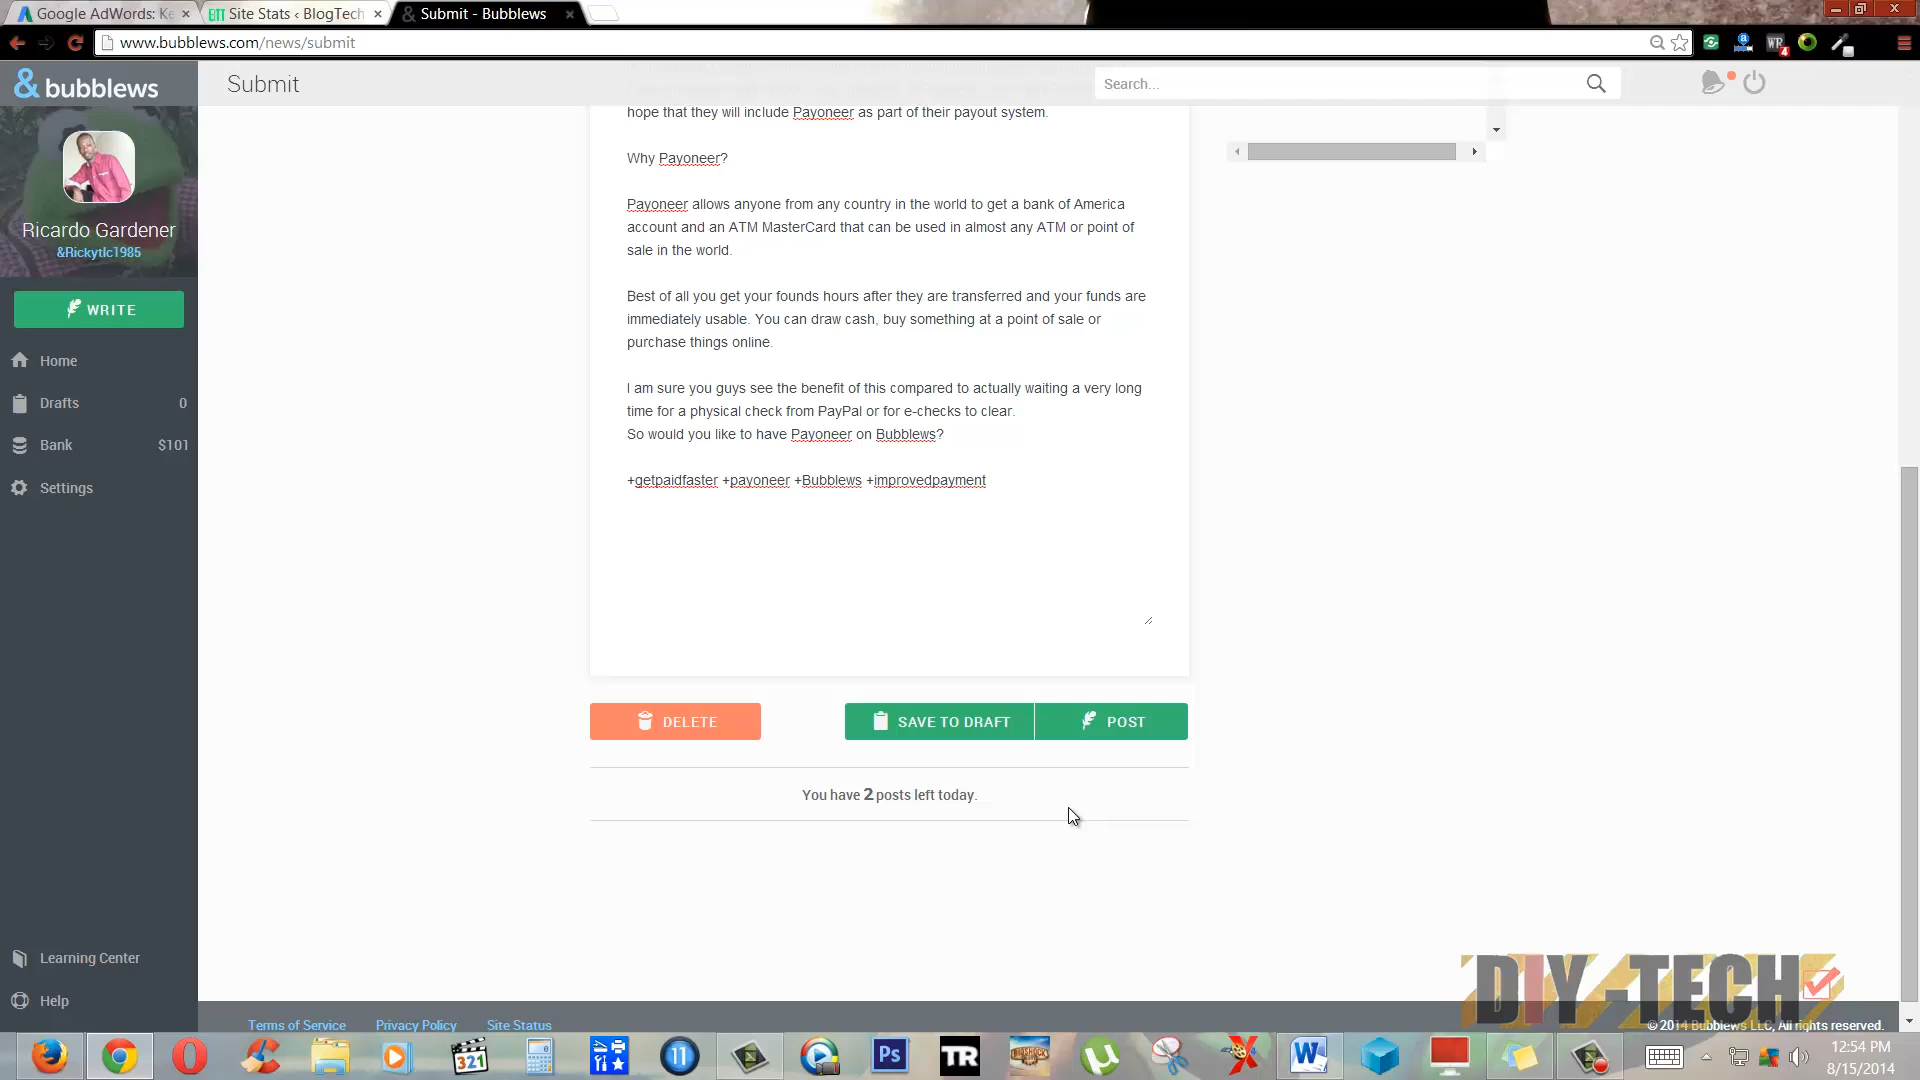 Google AdWords: Ke
Site Stats ‹ BlogTech
Submit - Bubblews
www.bubblews.com/news/submit
& bubblews
Submit
Search...
hope that they will include Payoneer as part of their payout system.
Why Payoneer?
Payoneer allows anyone from any country in the world to get a bank of America
account and an ATM MasterCard that can be used in almost any ATM or point of
sale in the world.
Best of all you get your founds hours after they are transferred and your funds are
immediately usable. You can draw cash, buy something at a point of sale or
purchase things online.
I am sure you guys see the benefit of this compared to actually waiting a very long
time for a physical check from PayPal or for e-checks to clear.
So would you like to have Payoneer on Bubblews?
+getpaidfaster +payoneer +Bubblews +improvedpayment
Ricardo Gardener
&Rickytlc1985
WRITE
Home
Drafts 0
Bank $101
Settings
DELETE
SAVE TO DRAFT
POST
You have 2 posts left today.
Learning Center
Help
DIY-TECH
Terms of Service Privacy Policy Site Status
© 2014 Bubblews LLC, All rights reserved.
321
11
Ps
TR
12:54 PM
8/15/2014